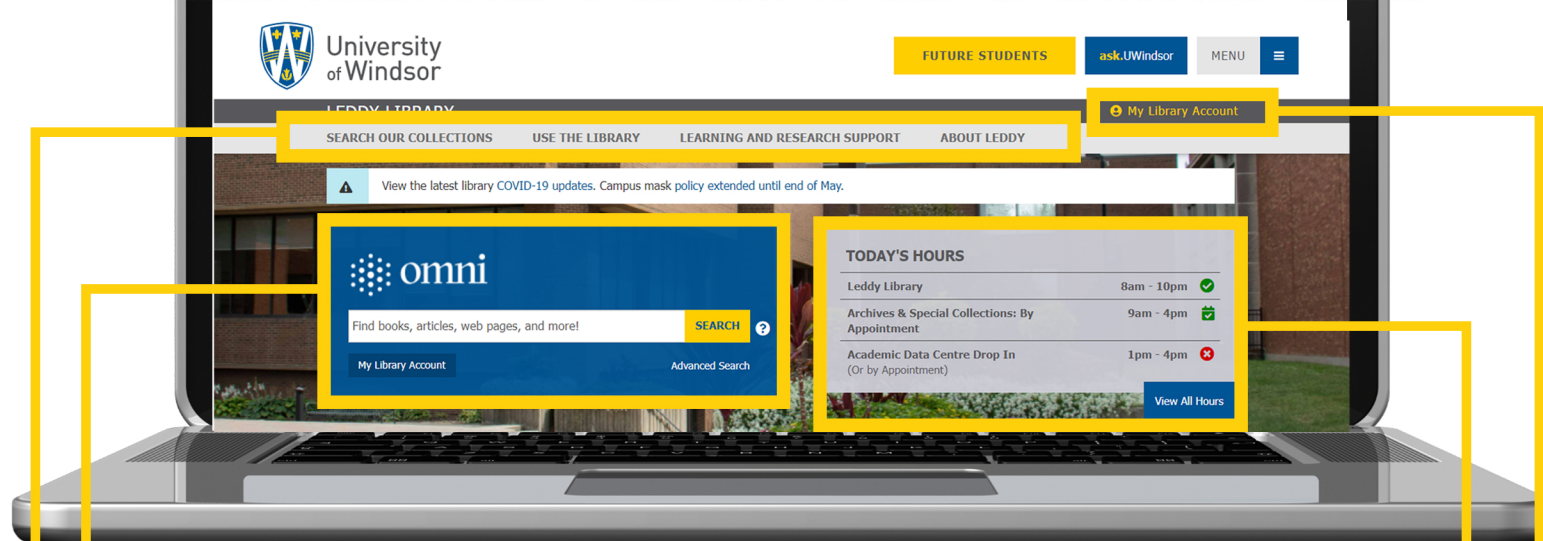 University
of Windsor
FUTURE STUDENTS
ask.UWindsor
MENU
LEDDY LIBRARY
My Library Account
SEARCH OUR COLLECTIONS
USE THE LIBRARY
LEARNING AND RESEARCH SUPPORT
ABOUT LEDDY
View the latest library COVID-19 updates. Campus mask policy extended until end of May.
omni
Find books, articles, web pages, and more!
SEARCH
?
My Library Account
Advanced Search
TODAY'S HOURS
Leddy Library 8am - 10pm
Archives & Special Collections: By 9am - 4pm
Appointment
Academic Data Centre Drop In 1pm - 4pm
(Or by Appointment)
View All Hours